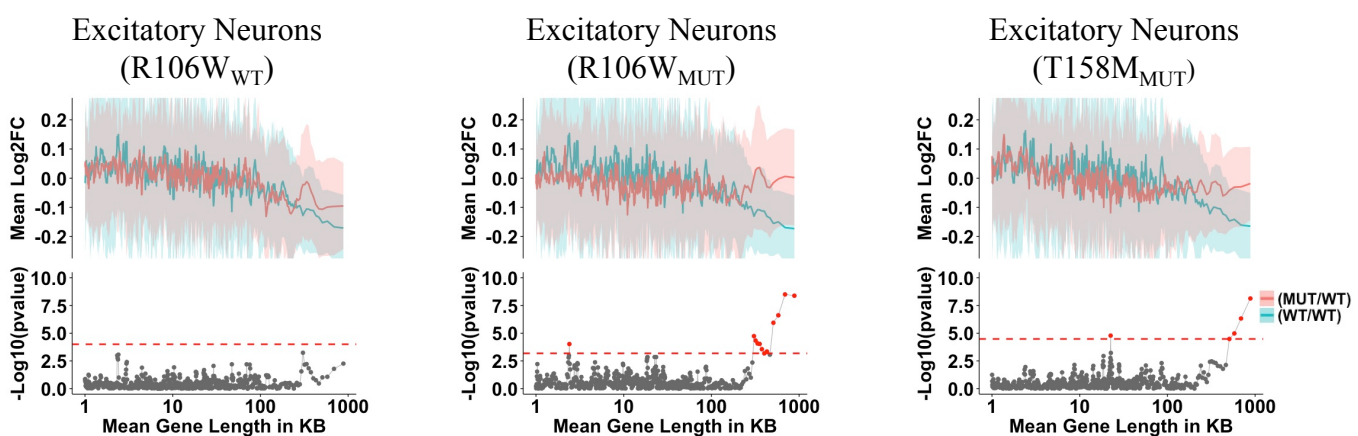 Excitatory Neurons
(R106WWT)
Excitatory Neurons
(R106WMUT)
Excitatory Neurons
(T158MMUT)
Mean Log2FC
0.2
0.1
0.0
-0.1
-0.2
Mean Log2FC
0.2
0.1
0.0
-0.1
-0.2
Mean Log2FC
0.2
0.1
0.0
-0.1
-0.2
-Log10(pvalue)
10.0
7.5
5.0
2.5
0.0
1 10 100 1000
Mean Gene Length in KB
-Log10(pvalue)
10.0
7.5
5.0
2.5
0.0
1 10 100 1000
Mean Gene Length in KB
-Log10(pvalue)
10.0
7.5
5.0
2.5
0.0
1 10 100 1000
Mean Gene Length in KB
(MUT/WT)
(WT/WT)